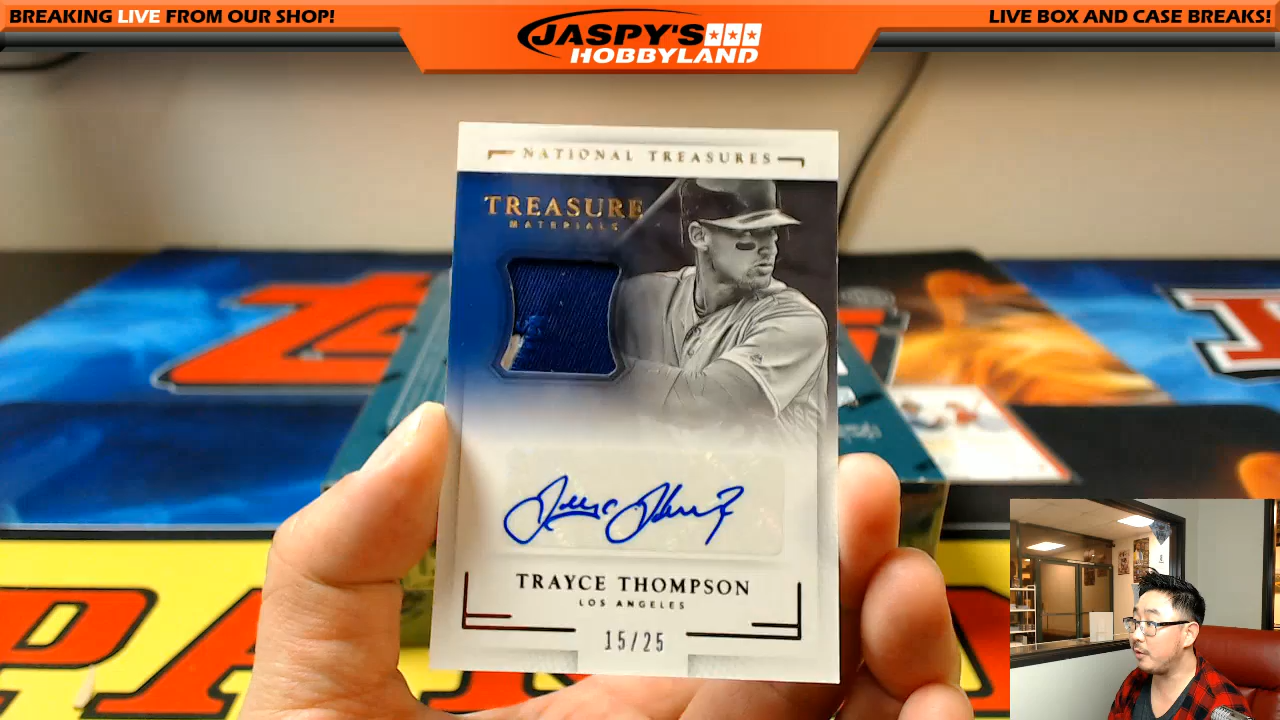 BREAKING LIVE FROM OUR SHOP!
JASPY'S
HOBBYLAND
LIVE BOX AND CASE BREAKS!
NATIONAL TREASURES
TREASURE
MATERIALS
TRAYCE THOMPSON
LOS ANGELES
15/25
PA